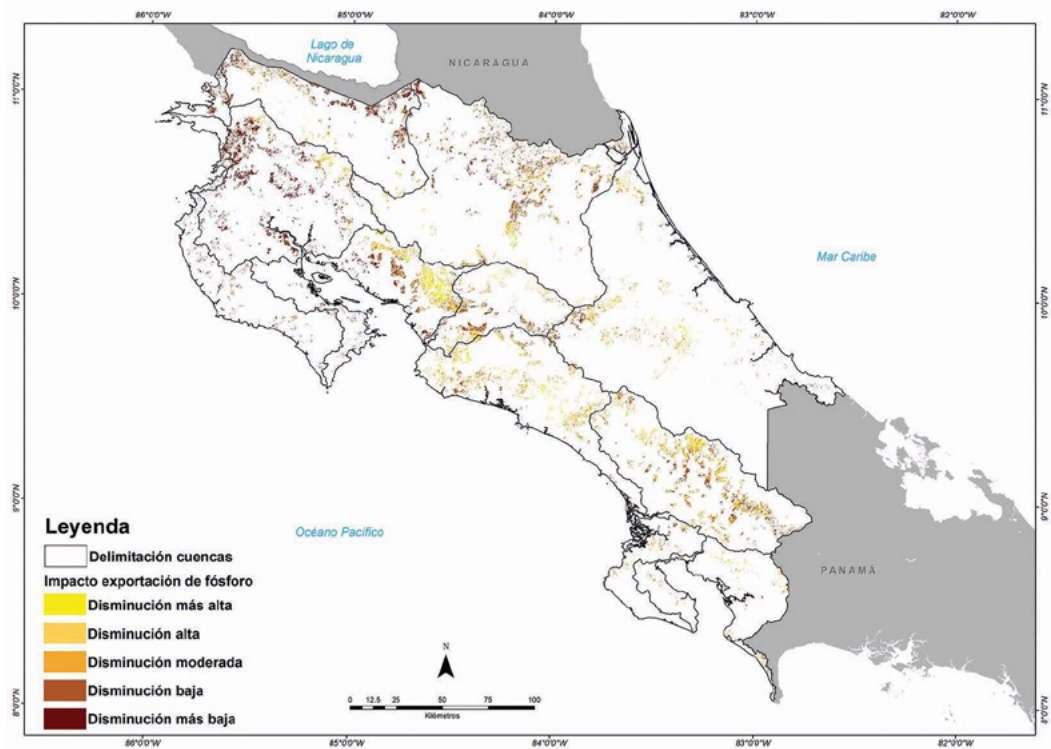 86°0'0"W 85°0'0"W 84°0'0"W 83°0'0"W 82°0'0"W
Lago de
Nicaragua
NICARAGUA
11°0'0"N 11°0'0"N
Mar Caribe
10°0'0"N 10°0'0"N
9°0'0"N 9°0'0"N
Océano Pacífico
PANAMÁ
Leyenda
Delimitación cuencas
Impacto exportación de fósforo
Disminución más alta
Disminución alta
Disminución moderada
Disminución baja
Disminución más baja
N
0 12.5 25 50 75 100
Kilómetros
8°0'0"N 8°0'0"N
86°0'0"W 85°0'0"W 84°0'0"W 83°0'0"W 82°0'0"W